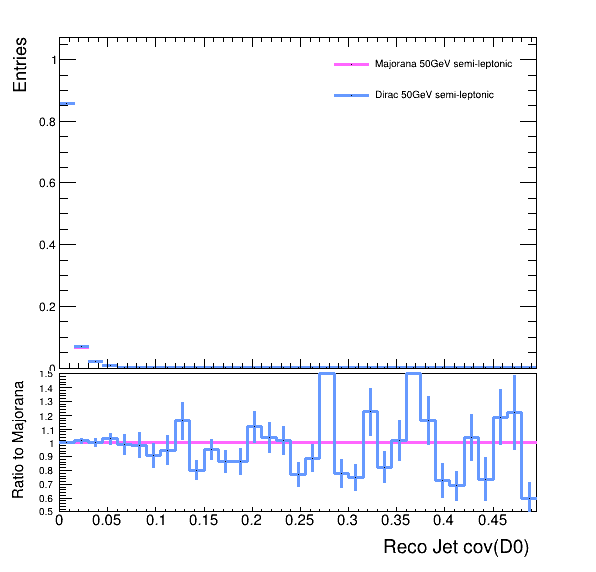 Entries
1
0.8
0.6
0.4
0.2
0
Majorana 50GeV semi-leptonic
Dirac 50GeV semi-leptonic
Ratio to Majorana
1.5
1.4
1.3
1.2
1.1
1
0.9
0.8
0.7
0.6
0.5
0 0.05 0.1 0.15 0.2 0.25 0.3 0.35 0.4 0.45
Reco Jet cov(D0)